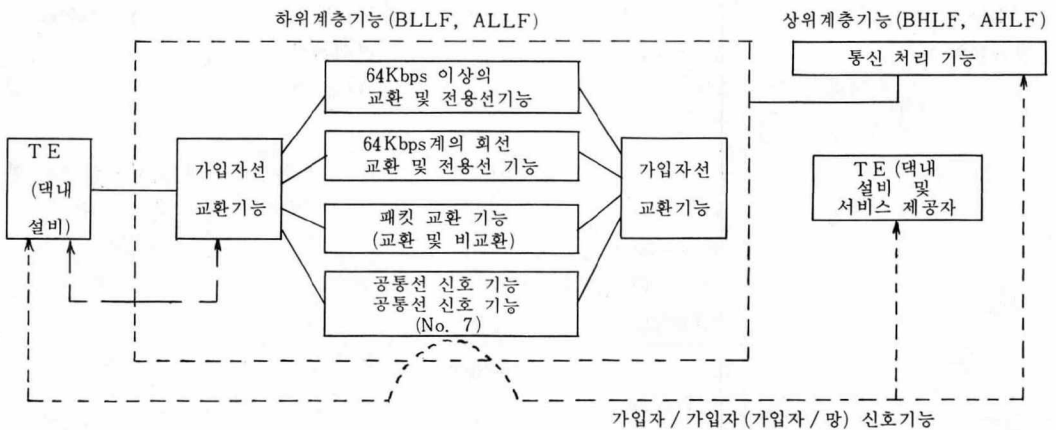 하위계층기능(BLLF, ALLF)
상위계층기능(BHLF, AHLF)
통신 처리 기능
64Kbps 이상의
교환 및 전용선기능
64Kbps계의 회선
교환 및 전용선 기능
패킷 교환 기능
(교환 및 비교환)
공통선 신호 기능
공통선 신호 기능
(No. 7)
TE
(댁내
설비)
가입자선
교환기능
가입자선
교환기능
TE (댁내
설비 및
서비스 제공자
가입자/가입자(가입자/망) 신호기능